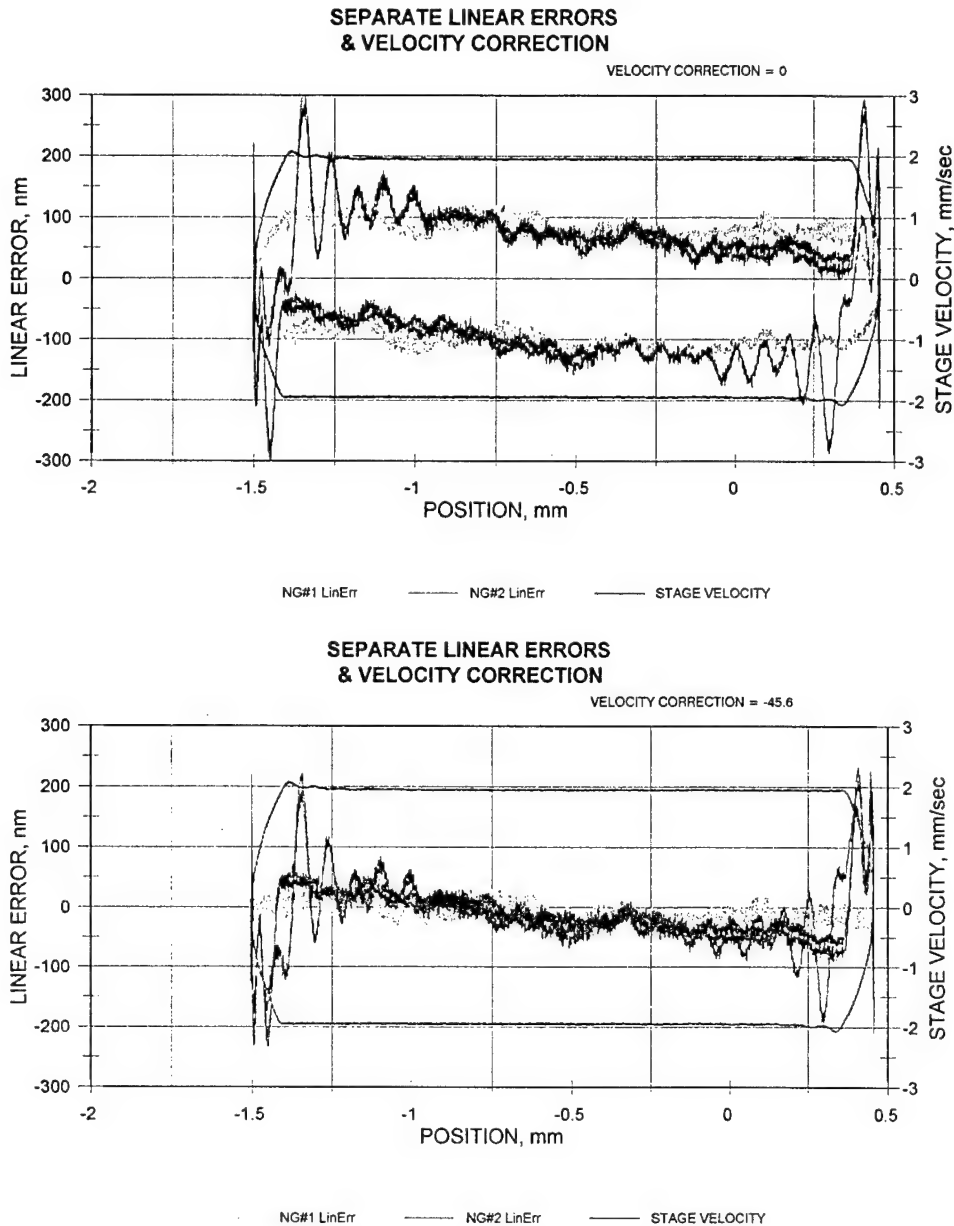 SEPARATE LINEAR ERRORS
& VELOCITY CORRECTION
VELOCITY CORRECTION = 0
LINEAR ERROR, nm
300
200
100
0
-100
-200
-300
3
2
1
0
-1
-2
-3
STAGE VELOCITY, mm/sec
-2
-1.5
-1
-0.5
0
0.5
POSITION, mm
NG#1 LinErr
NG#2 LinErr
STAGE VELOCITY
SEPARATE LINEAR ERRORS
& VELOCITY CORRECTION
VELOCITY CORRECTION = -45.6
LINEAR ERROR, nm
300
200
100
0
-100
-200
-300
3
2
1
0
-1
-2
-3
STAGE VELOCITY, mm/sec
-2
-1.5
-1
-0.5
0
0.5
POSITION, mm
NG#1 LinErr
NG#2 LinErr
STAGE VELOCITY